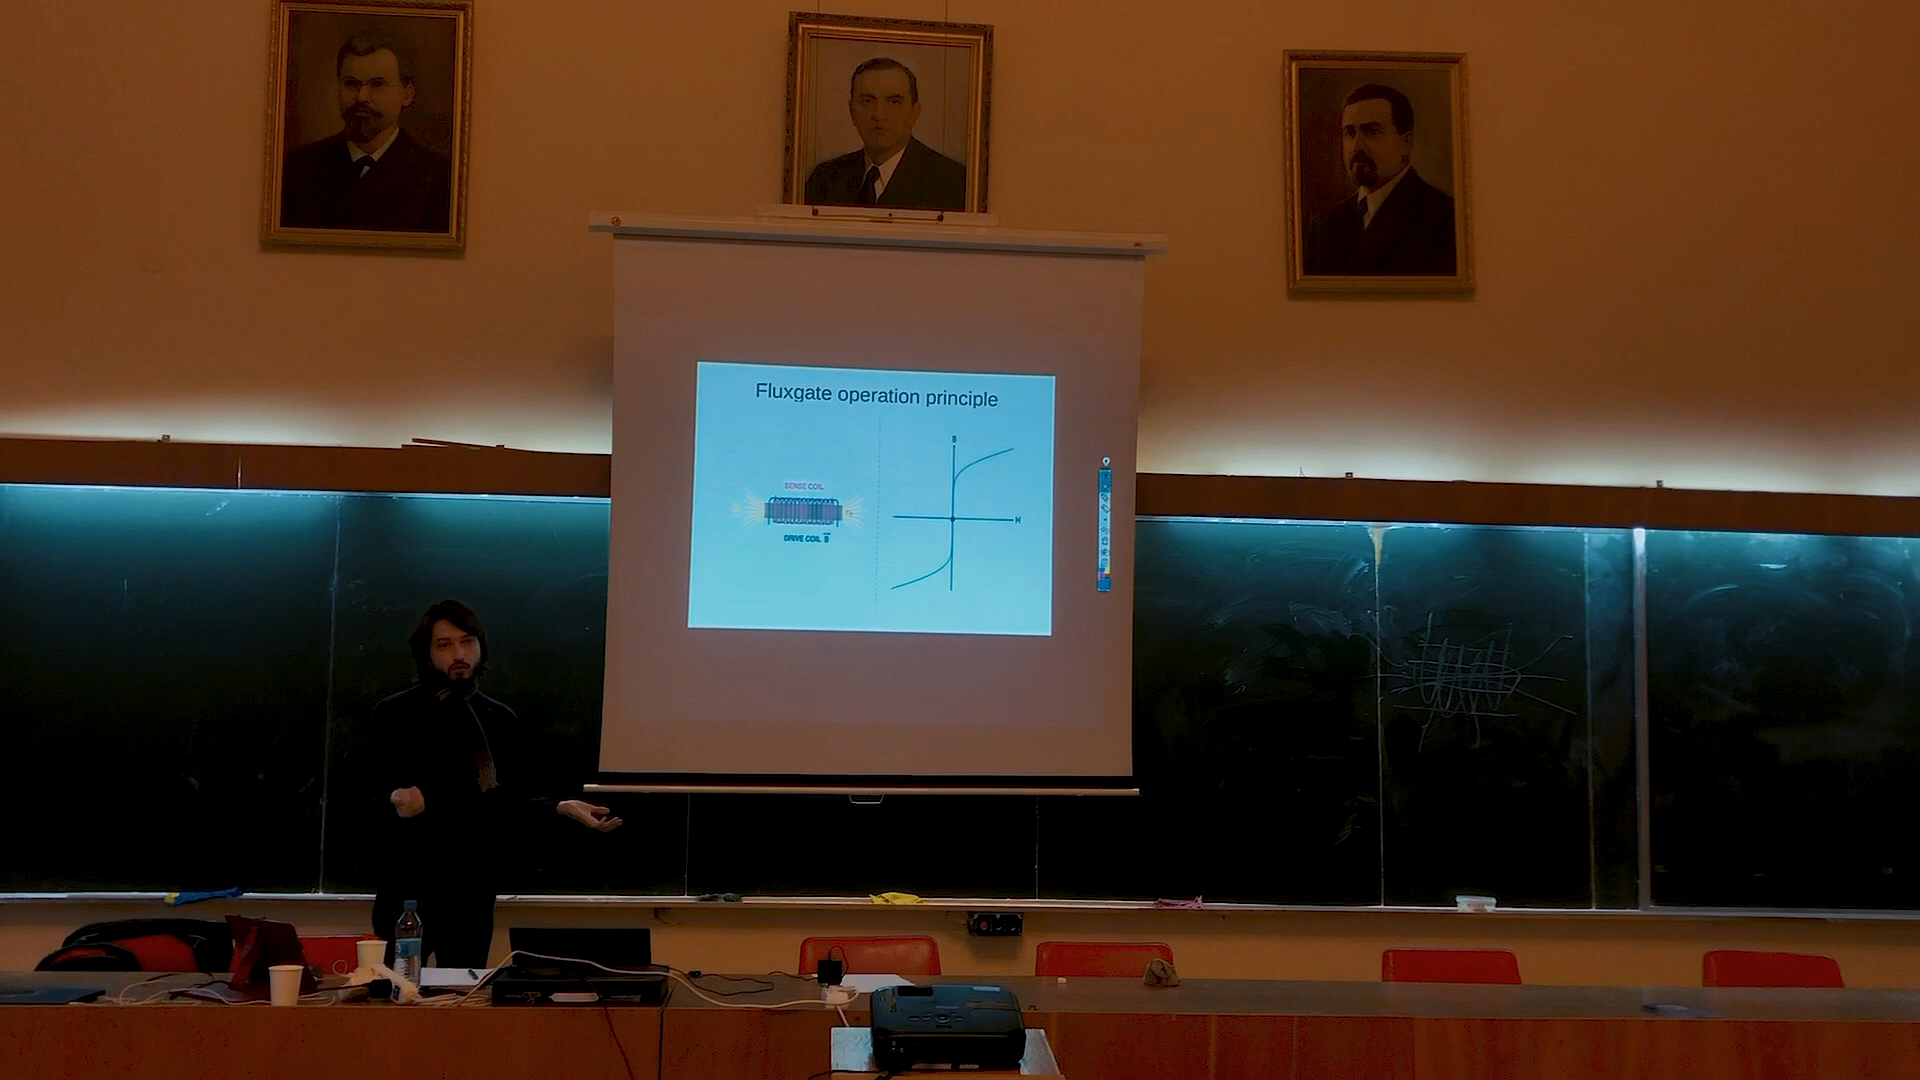 Fluxgate operation principle
SENSE COIL
DRIVE COIL B
B
H